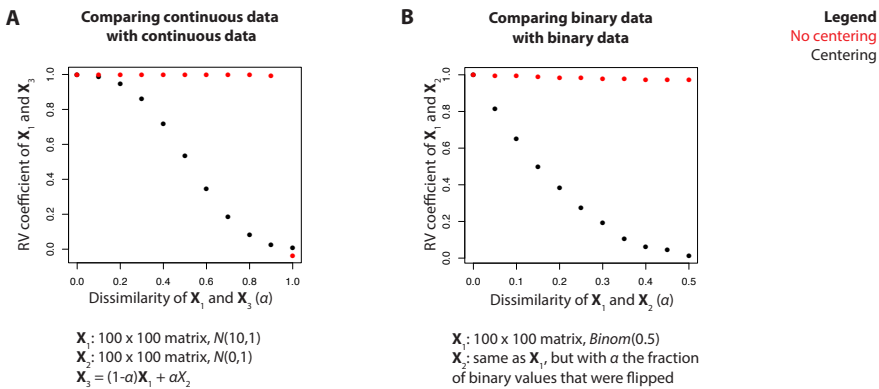 A
Comparing continuous data
with continuous data
RV coefficient of X1 and X3
0.0 0.2 0.4 0.6 0.8 1.0
0.0 0.2 0.4 0.6 0.8 1.0
Dissimilarity of X1 and X3 (α)
X1: 100 x 100 matrix, N(10,1)
X2: 100 x 100 matrix, N(0,1)
X3 = (1-α)X1 + αX2
B
Comparing binary data
with binary data
RV coefficient of X1 and X2
0.0 0.2 0.4 0.6 0.8 1.0
0.0 0.1 0.2 0.3 0.4 0.5
Dissimilarity of X1 and X2 (α)
X1: 100 x 100 matrix, Binom(0.5)
X2: same as X1, but with α the fraction
of binary values that were flipped
Legend
No centering
Centering